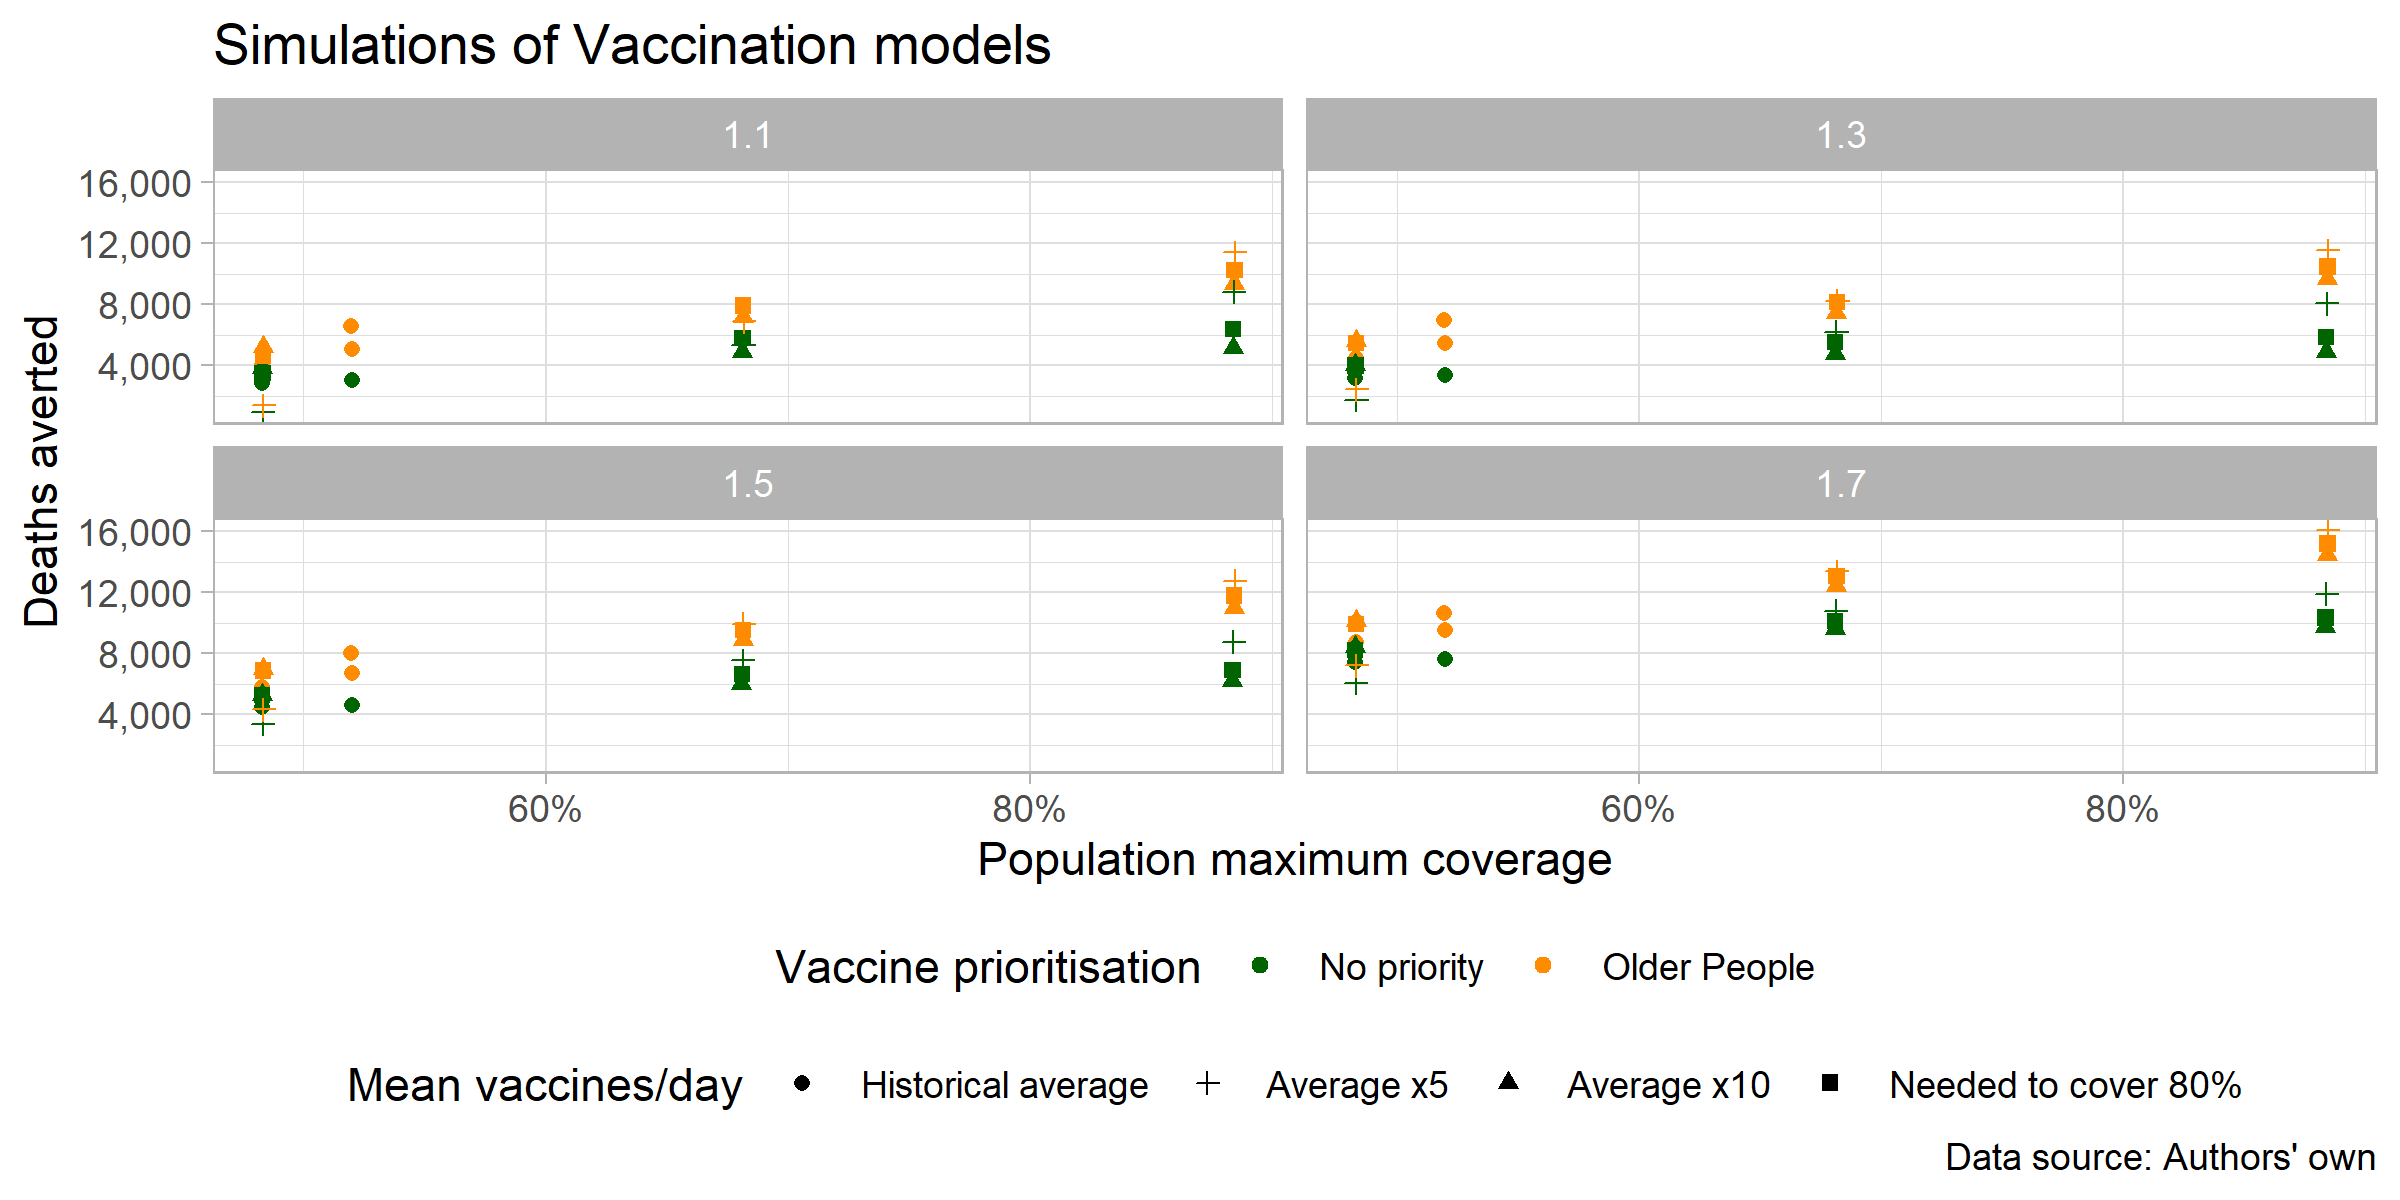 Simulations of Vaccination models
1.1
1.3
16,000
12,000
8,000
4,000
1.5
1.7
16,000
12,000
8,000
4,000
Deaths averted
60%
80%
60%
80%
Population maximum coverage
Vaccine prioritisation No priority Older People
Mean vaccines/day Historical average Average x5 Average x10 Needed to cover 80%
Data source: Authors' own